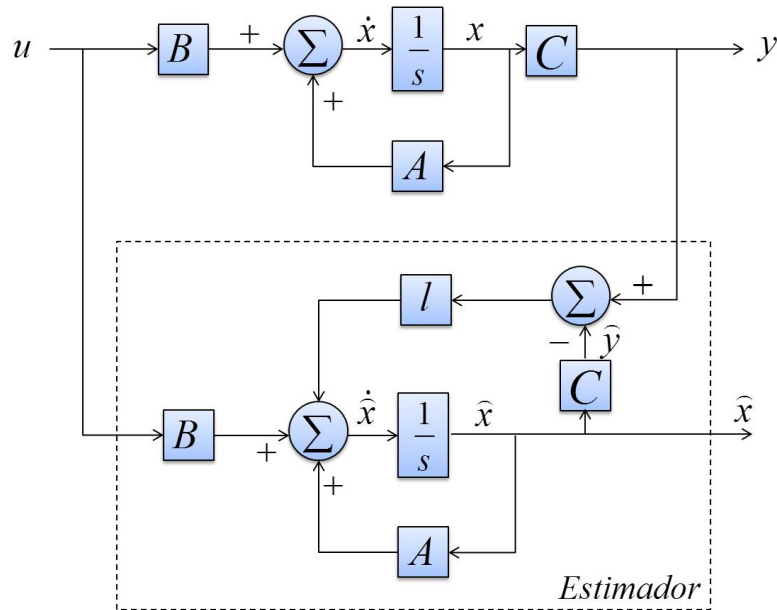 u B + Σ ẋ 1/s x C y
+
A
l Σ +
− ŷ
C
B + Σ x̂̇ 1/s x̂ x̂
+
A
Estimador